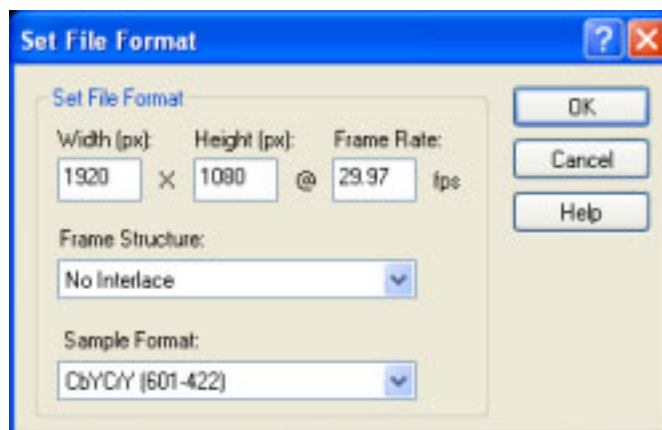 Set File Format
Set File Format
OK
Width (px): Height (px): Frame Rate:
1920 X 1080 @ 29.97 fps
Cancel
Help
Frame Structure:
No Interlace
Sample Format:
CbYCrY (601-422)